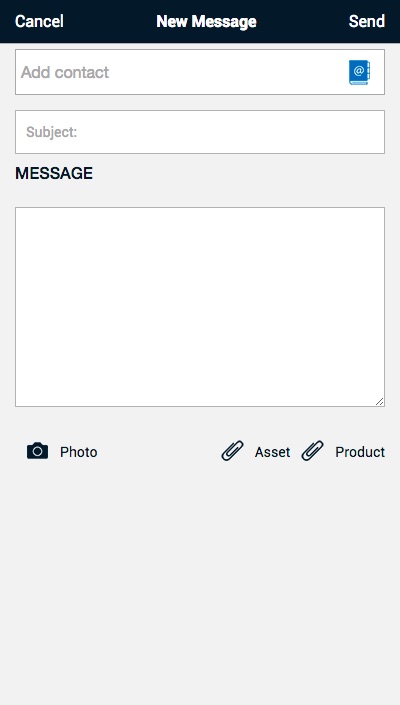 Cancel New Message Send
Add contact
Subject:
MESSAGE
Photo Asset Product